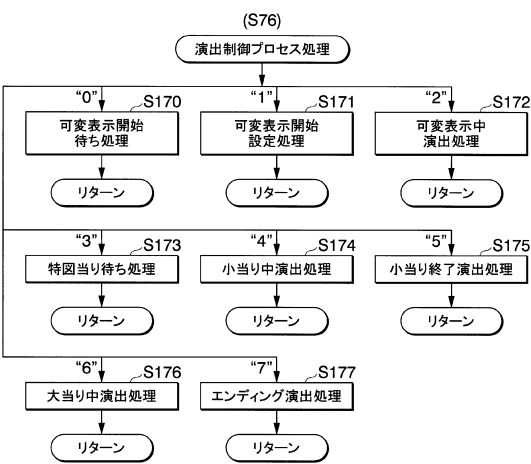 (S76)
演出制御プロセス処理
“0” S170
可変表示開始
待ち処理
リターン
“1” S171
可変表示開始
設定処理
リターン
“2” S172
可変表示中
演出処理
リターン
“3” S173
特図当り待ち処理
リターン
“4” S174
小当り中演出処理
リターン
“5” S175
小当り終了演出処理
リターン
“6” S176
大当り中演出処理
リターン
“7” S177
エンディング演出処理
リターン